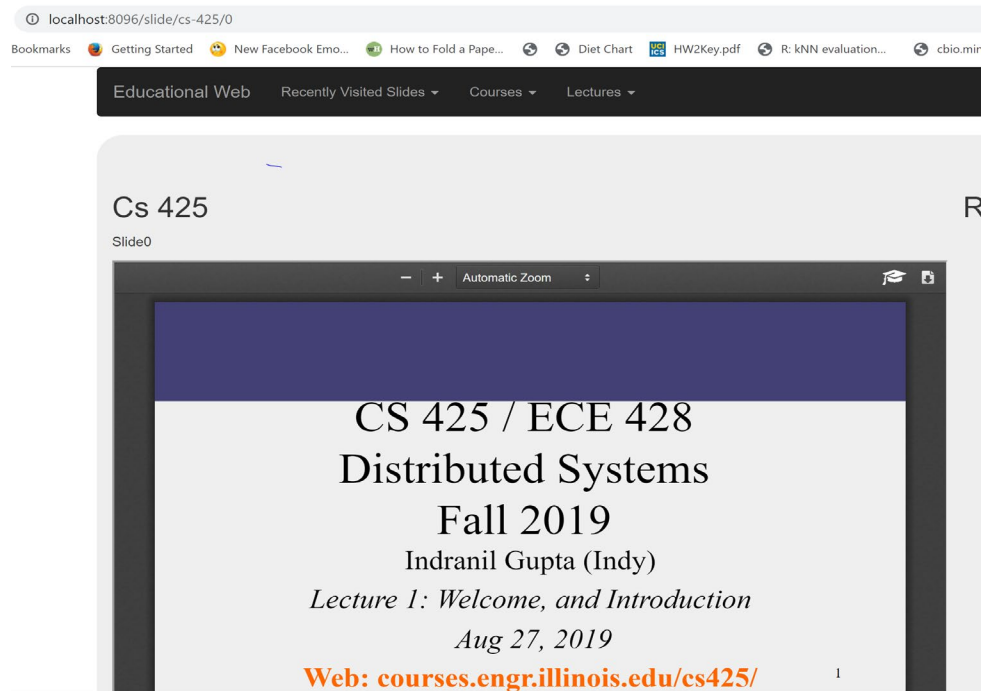 localhost:8096/slide/cs-425/0
Bookmarks Getting Started New Facebook Emo... How to Fold a Pape... Diet Chart HW2Key.pdf R: kNN evaluation... cbio.min
Educational Web Recently Visited Slides Courses Lectures
Cs 425 R
Slide0
Automatic Zoom
CS 425 / ECE 428
Distributed Systems
Fall 2019
Indranil Gupta (Indy)
Lecture 1: Welcome, and Introduction
Aug 27, 2019
Web: courses.engr.illinois.edu/cs425/ 1